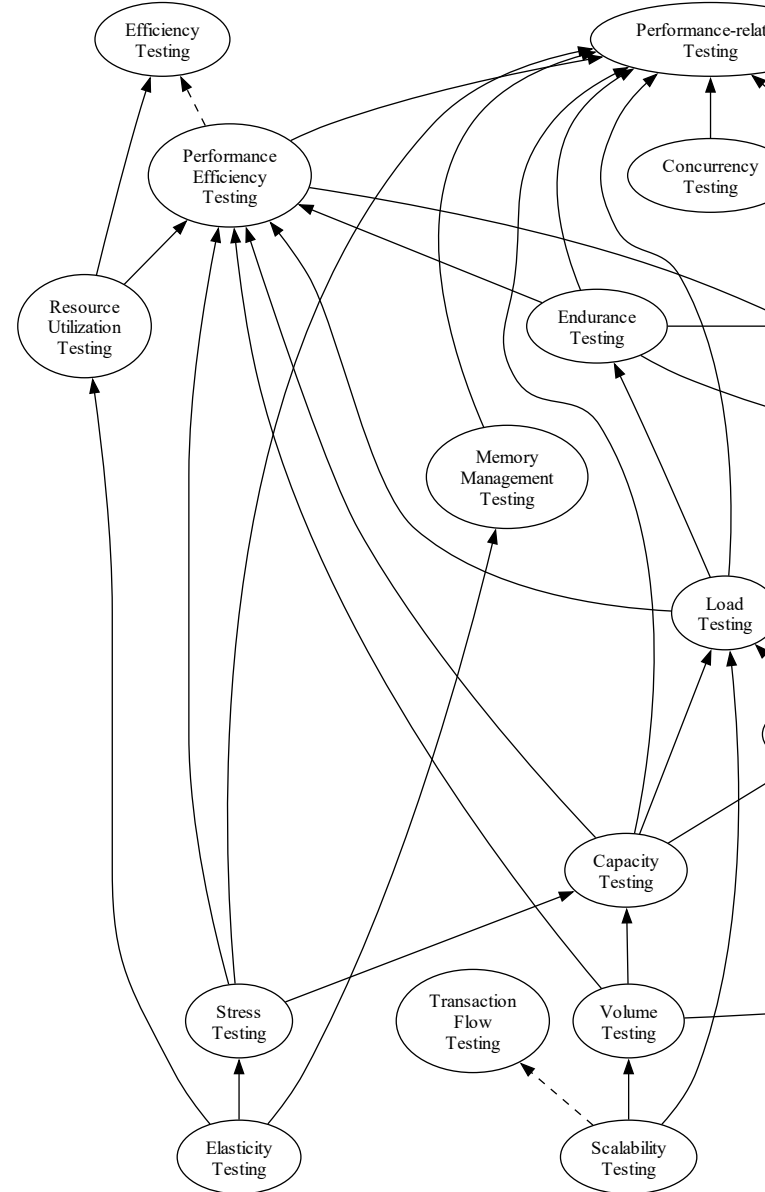 Efficiency
Testing
Performance-relat
Testing
Performance
Efficiency
Testing
Concurrency
Testing
Resource
Utilization
Testing
Endurance
Testing
Memory
Management
Testing
Load
Testing
Capacity
Testing
Stress
Testing
Transaction
Flow
Testing
Volume
Testing
Elasticity
Testing
Scalability
Testing